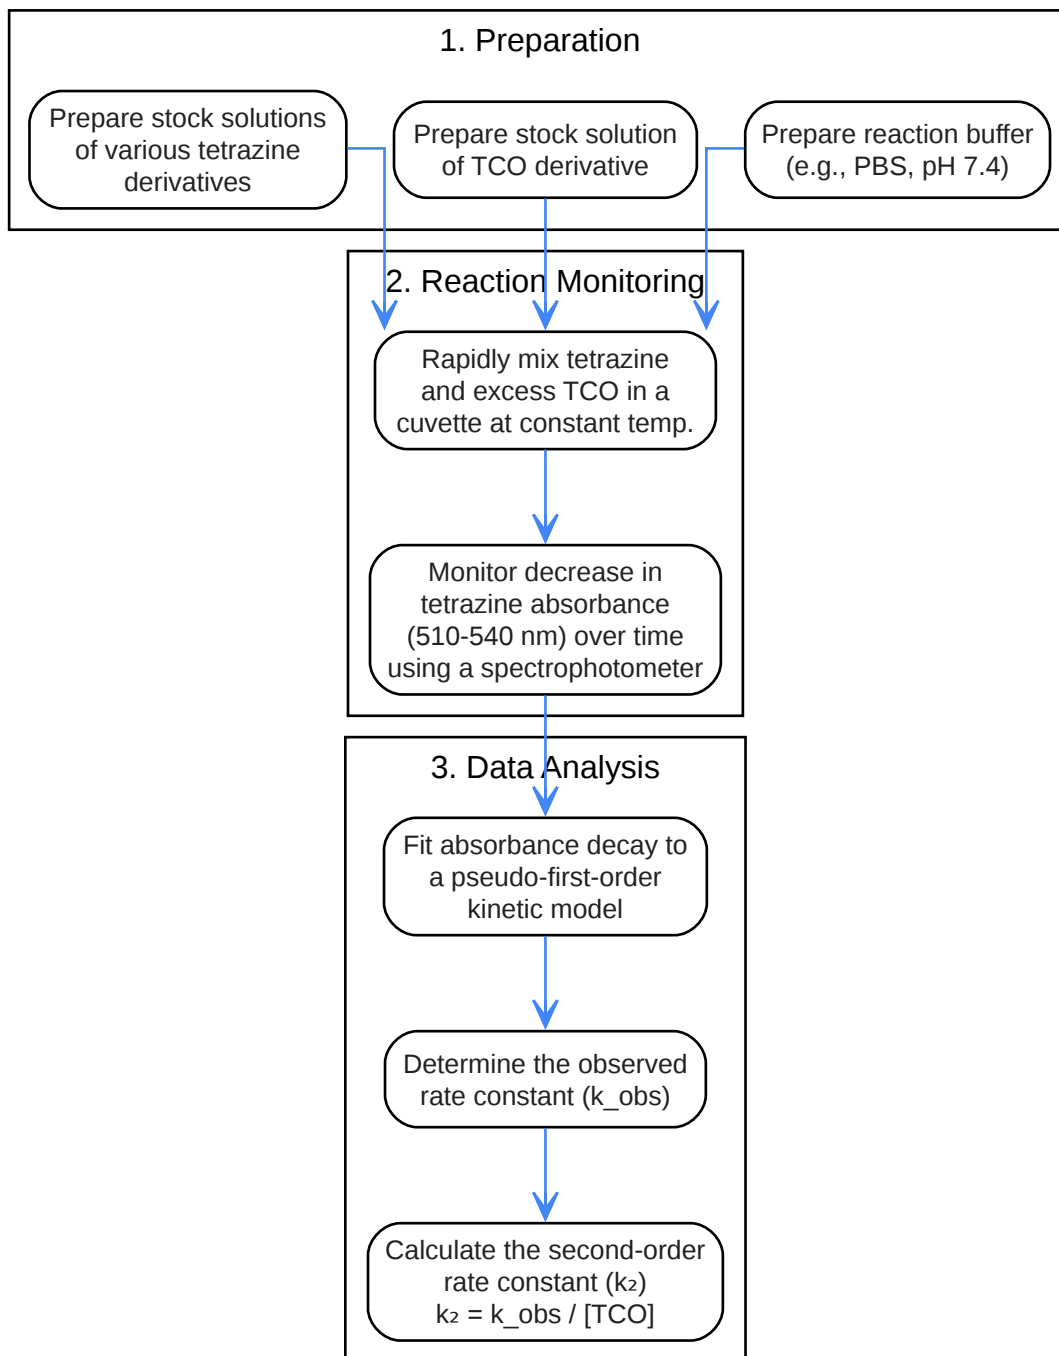 1. Preparation
Prepare stock solutions
of various tetrazine
derivatives
Prepare stock solution
of TCO derivative
Prepare reaction buffer
(e.g., PBS, pH 7.4)
2. Reaction Monitoring
Rapidly mix tetrazine
and excess TCO in a
cuvette at constant temp.
Monitor decrease in
tetrazine absorbance
(510-540 nm) over time
using a spectrophotometer
3. Data Analysis
Fit absorbance decay to
a pseudo-first-order
kinetic model
Determine the observed
rate constant (k_obs)
Calculate the second-order
rate constant (k₂)
k₂ = k_obs / [TCO]